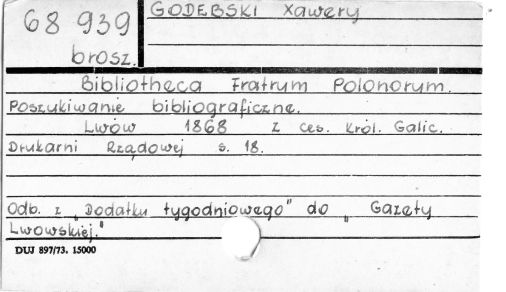 68 939
brosz.
GODEBSKI Xawery
Bibliotheca Fratrum Polonorum.
Poszukiwanie bibliograficzne.
Lwów 1868 z ces. Król. Galic.
Drukarni Rządowej s. 18.
Odb. z „Dodatku tygodniowego" do „Gazety
Lwowskiej."
DUJ 897/73. 15000